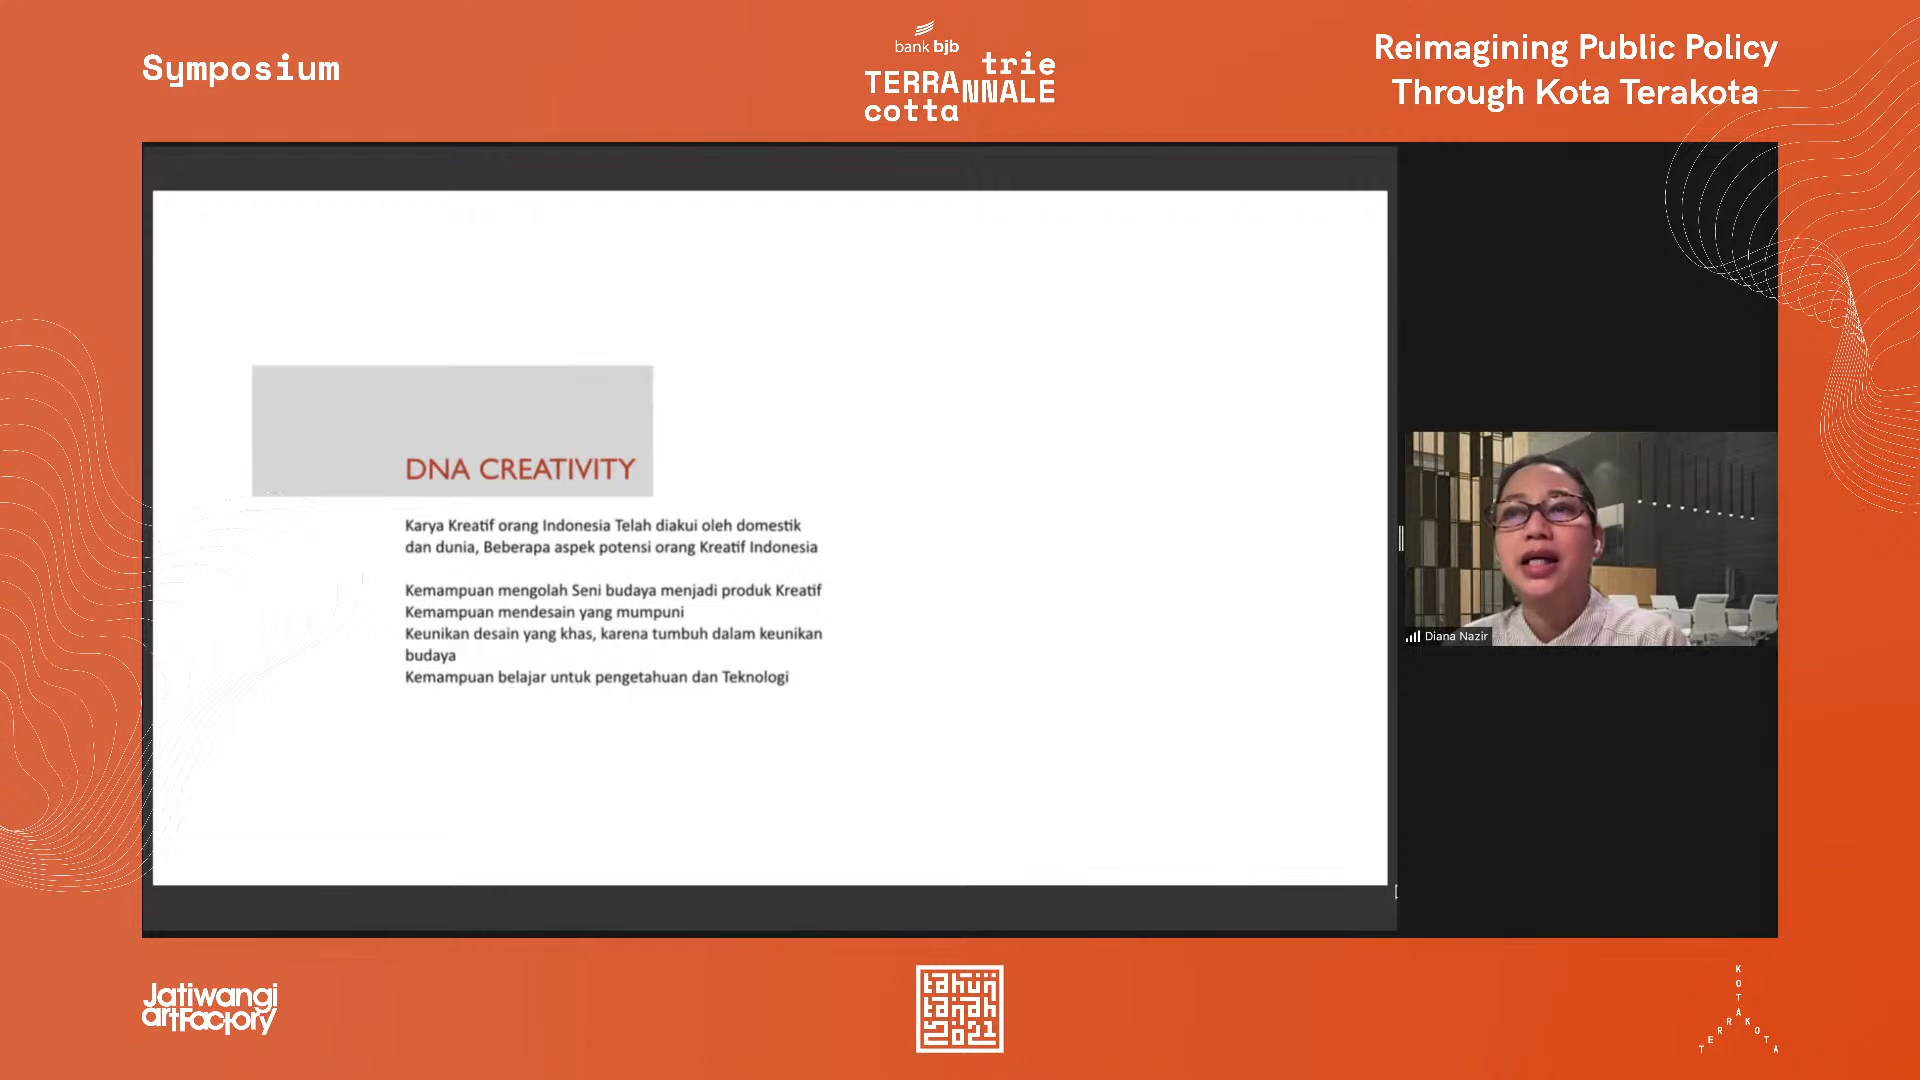 Symposium
bank bjb
TERRA
cotta
trie
NNALE
Reimagining Public Policy
Through Kota Terakota
DNA CREATIVITY
Karya Kreatif orang Indonesia Telah diakui oleh domestik
dan dunia, Beberapa aspek potensi orang Kreatif Indonesia
Kemampuan mengolah Seni budaya menjadi produk Kreatif
Kemampuan mendesain yang mumpuni
Keunikan desain yang khas, karena tumbuh dalam keunikan
budaya
Kemampuan belajar untuk pengetahuan dan Teknologi
Diana Nazir
Jatiwangi
artFactory
tahun
tanah
2021
KOTA
TERRA
KOTA